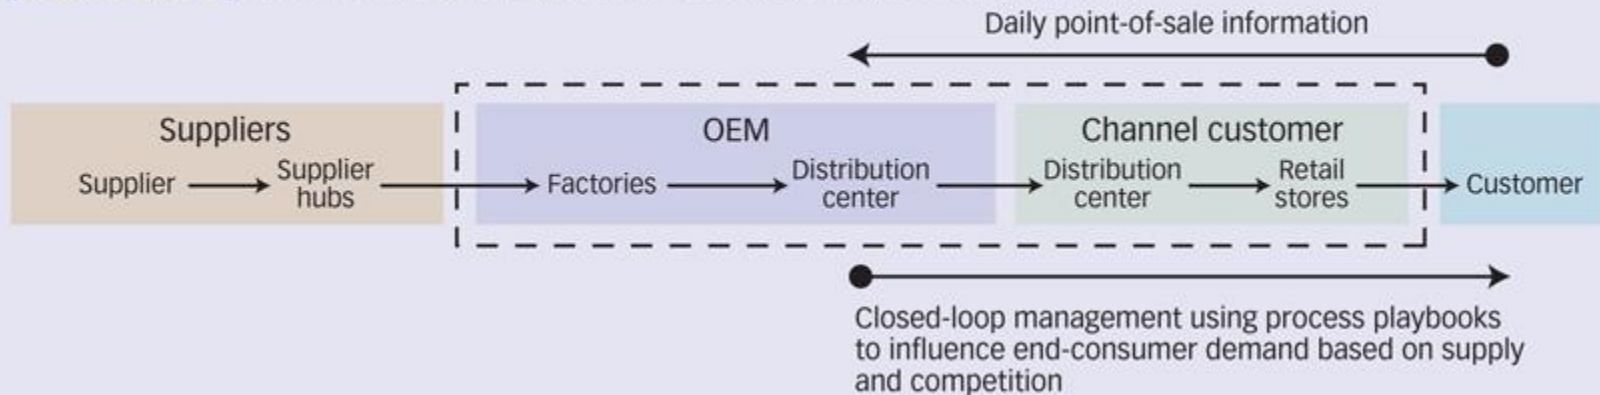 Daily point-of-sale information
Suppliers
OEM
Channel customer
Supplier
Supplier
hubs
Factories
Distribution
center
Distribution
center
Retail
stores
Customer
Closed-loop management using process playbooks
to influence end-consumer demand based on supply
and competition